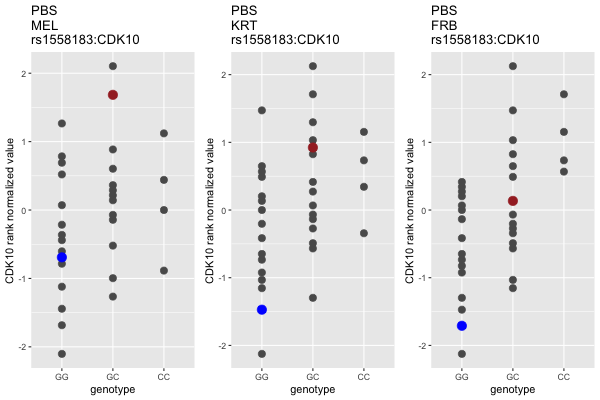 PBS
MEL
rs1558183:CDK10
CDK10 rank normalized value
2
1
0
-1
-2
GG
GC
CC
genotype
PBS
KRT
rs1558183:CDK10
CDK10 rank normalized value
2
1
0
-1
-2
GG
GC
CC
genotype
PBS
FRB
rs1558183:CDK10
CDK10 rank normalized value
2
1
0
-1
-2
GG
GC
CC
genotype